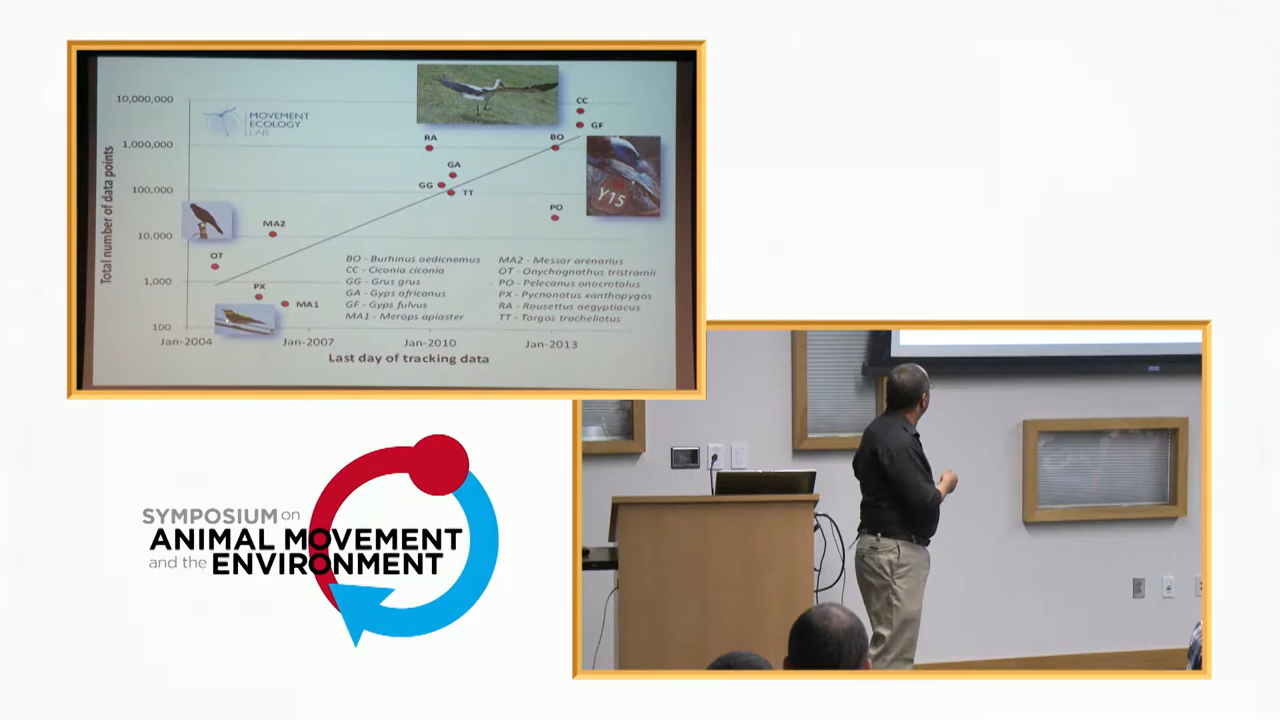 10,000,000
1,000,000
100,000
10,000
1,000
100
Total number of data points
MOVEMENT
ECOLOGY
LAB
CC
GF
RA
BO
GA
GG
TT
PO
MA2
OT
PX
MA1
Y15
BO - Burhinus oedicnemus
CC - Ciconia ciconia
GG - Grus grus
GA - Gyps africanus
GF - Gyps fulvus
MA1 - Merops apiaster
MA2 - Messor arenarius
OT - Onychognathus tristramii
PO - Pelecanus onocrotalus
PX - Pycnonotus xanthopygos
RA - Rousettus aegyptiacus
TT - Torgos tracheliotus
Jan-2004
Jan-2007
Jan-2010
Jan-2013
Last day of tracking data
SYMPOSIUM on
ANIMAL MOVEMENT
and the ENVIRONMENT